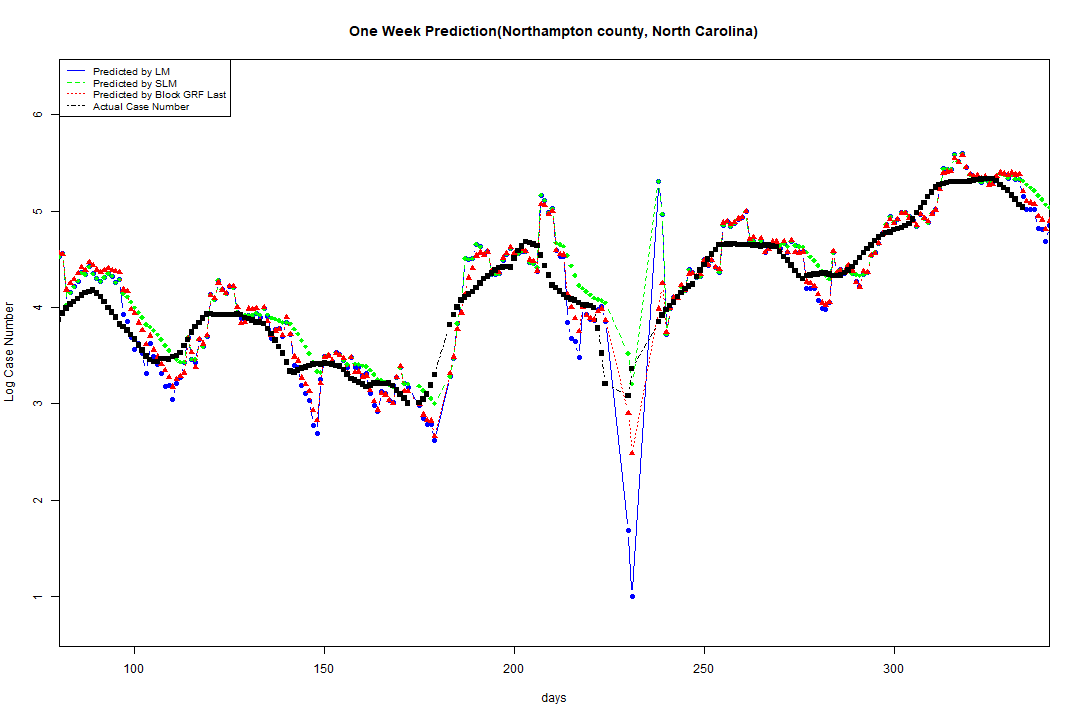 One Week Prediction(Northampton county, North Carolina)
Predicted by LM
Predicted by SLM
Predicted by Block GRF Last
Actual Case Number
6
5
4
3
2
1
Log Case Number
100 150 200 250 300
days